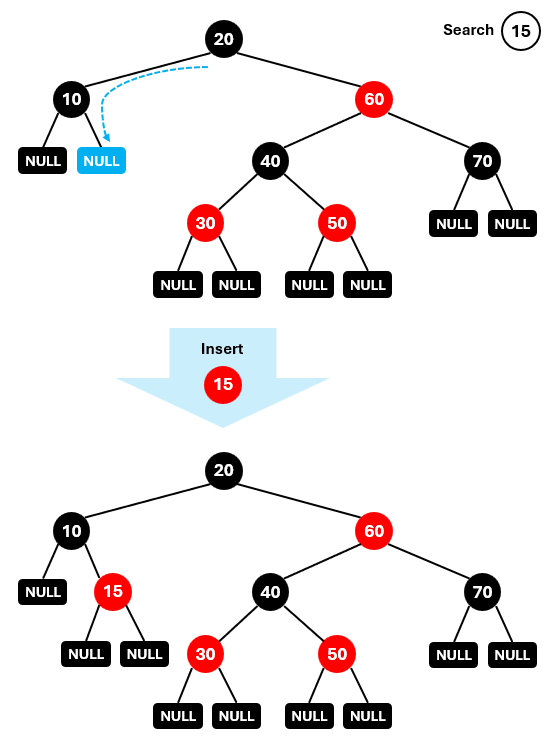 Search 15
20
10 60
NULL NULL 40 70
30 50 NULL NULL
NULL NULL NULL NULL
Insert
15
20
10 60
NULL 15 40 70
NULL NULL 30 50 NULL NULL
NULL NULL NULL NULL